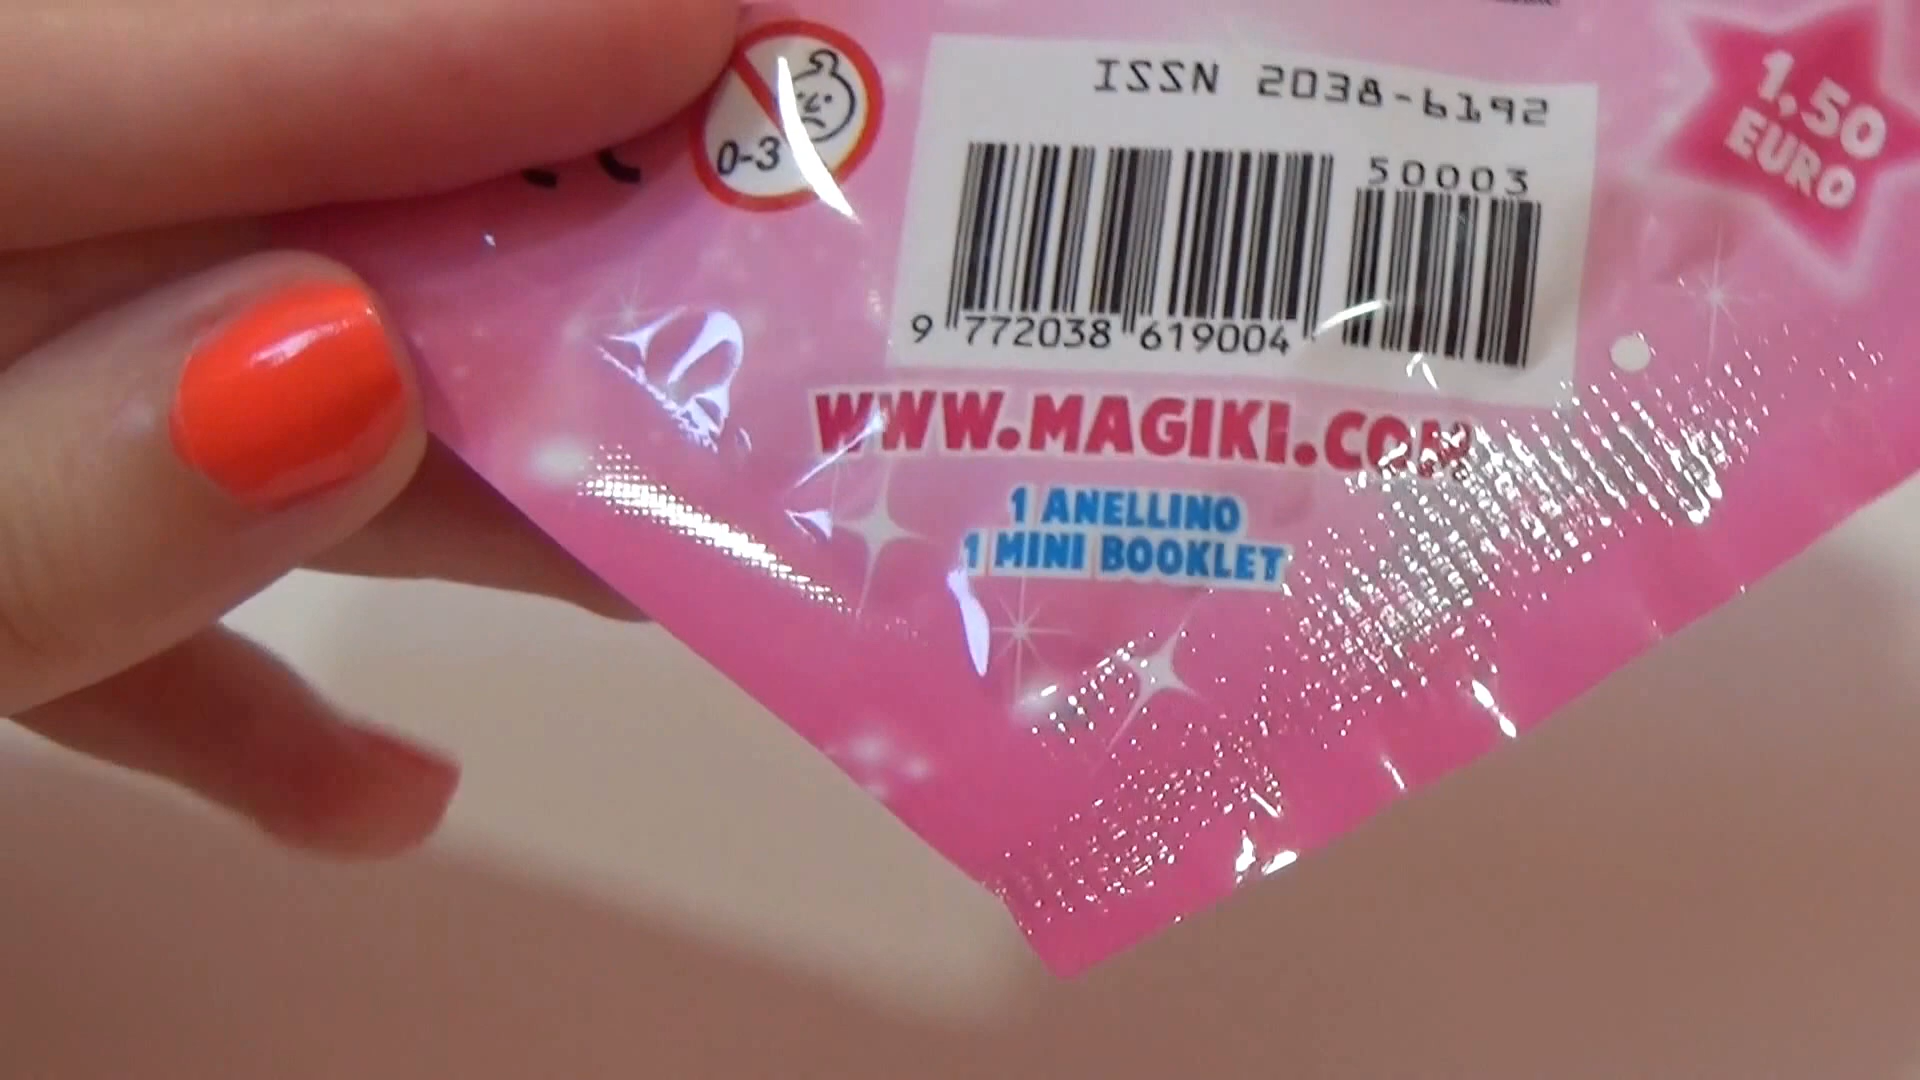 ISSN 2038-6192
1,50
EURO
0-3
50003
9 772038 619004
WWW.MAGIKI.COM
1 ANELLINO
1 MINI BOOKLET